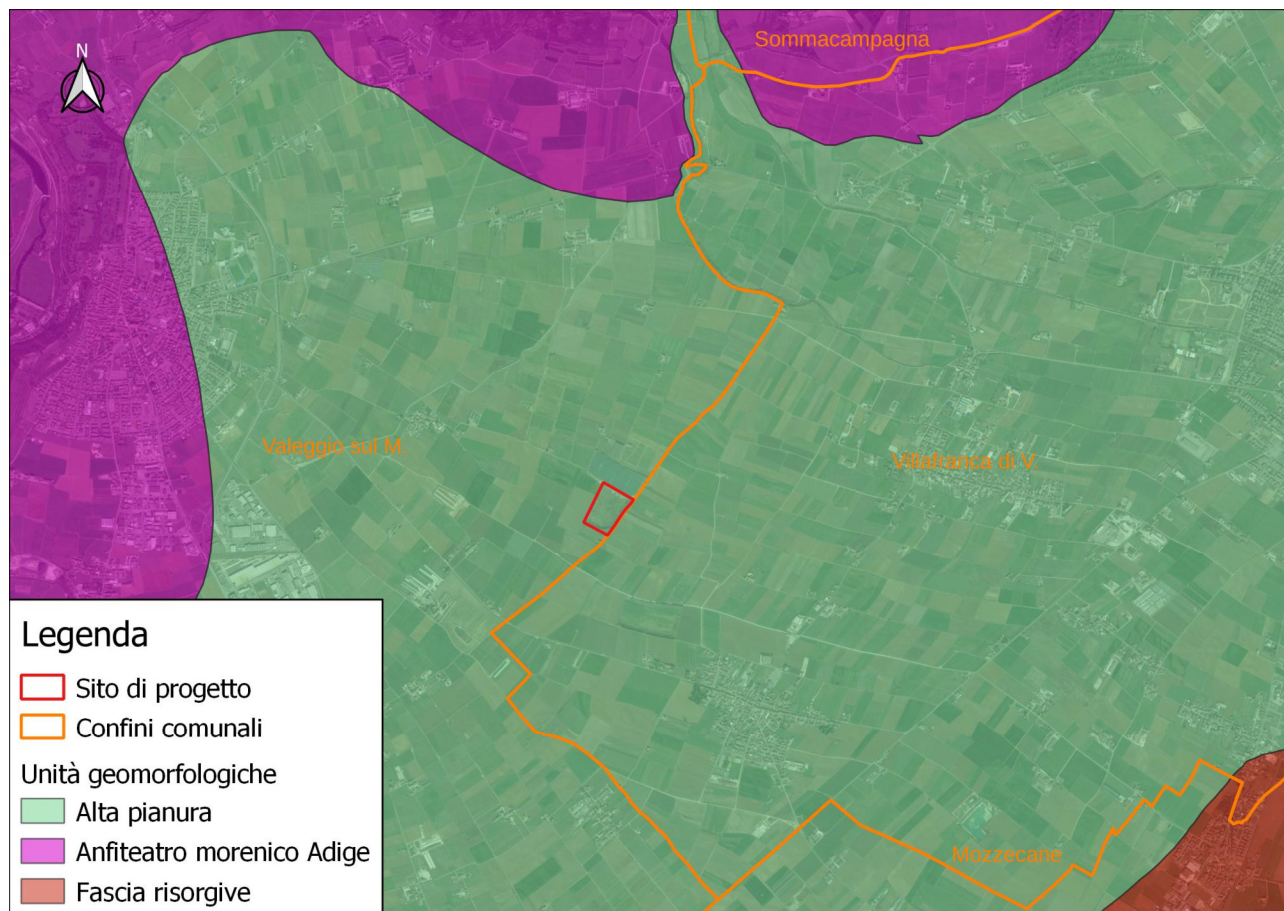 N
Sommacampagna
Valeggio sul M.
Villafranca di V.
Mozzecane
Legenda
Sito di progetto
Confini comunali
Unità geomorfologiche
Alta pianura
Anfiteatro morenico Adige
Fascia risorgive